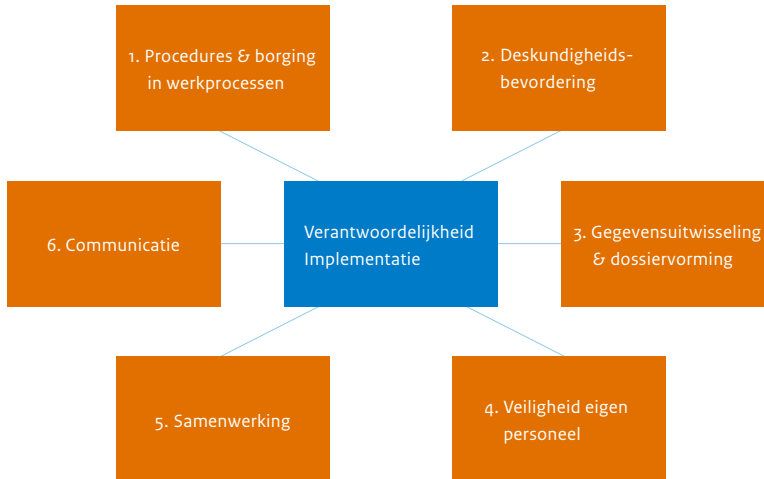 1. Procedures & borging
in werkprocessen
2. Deskundigheids-
bevordering
6. Communicatie
Verantwoordelijkheid
Implementatie
3. Gegevensuitwisseling
& dossiervorming
5. Samenwerking
4. Veiligheid eigen
personeel